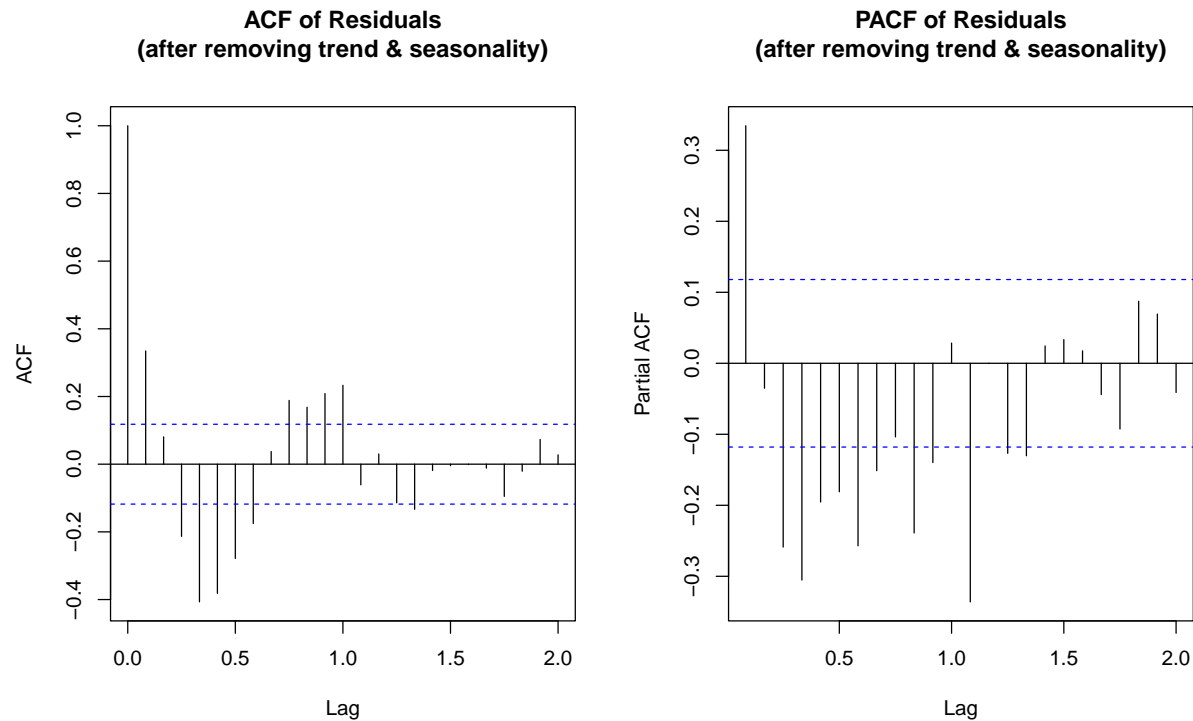 ACF of Residuals
(after removing trend & seasonality)
ACF
1.0
0.8
0.6
0.4
0.2
0.0
−0.2
−0.4
0.0 0.5 1.0 1.5 2.0
Lag
PACF of Residuals
(after removing trend & seasonality)
Partial ACF
0.3
0.2
0.1
0.0
−0.1
−0.2
−0.3
0.5 1.0 1.5 2.0
Lag